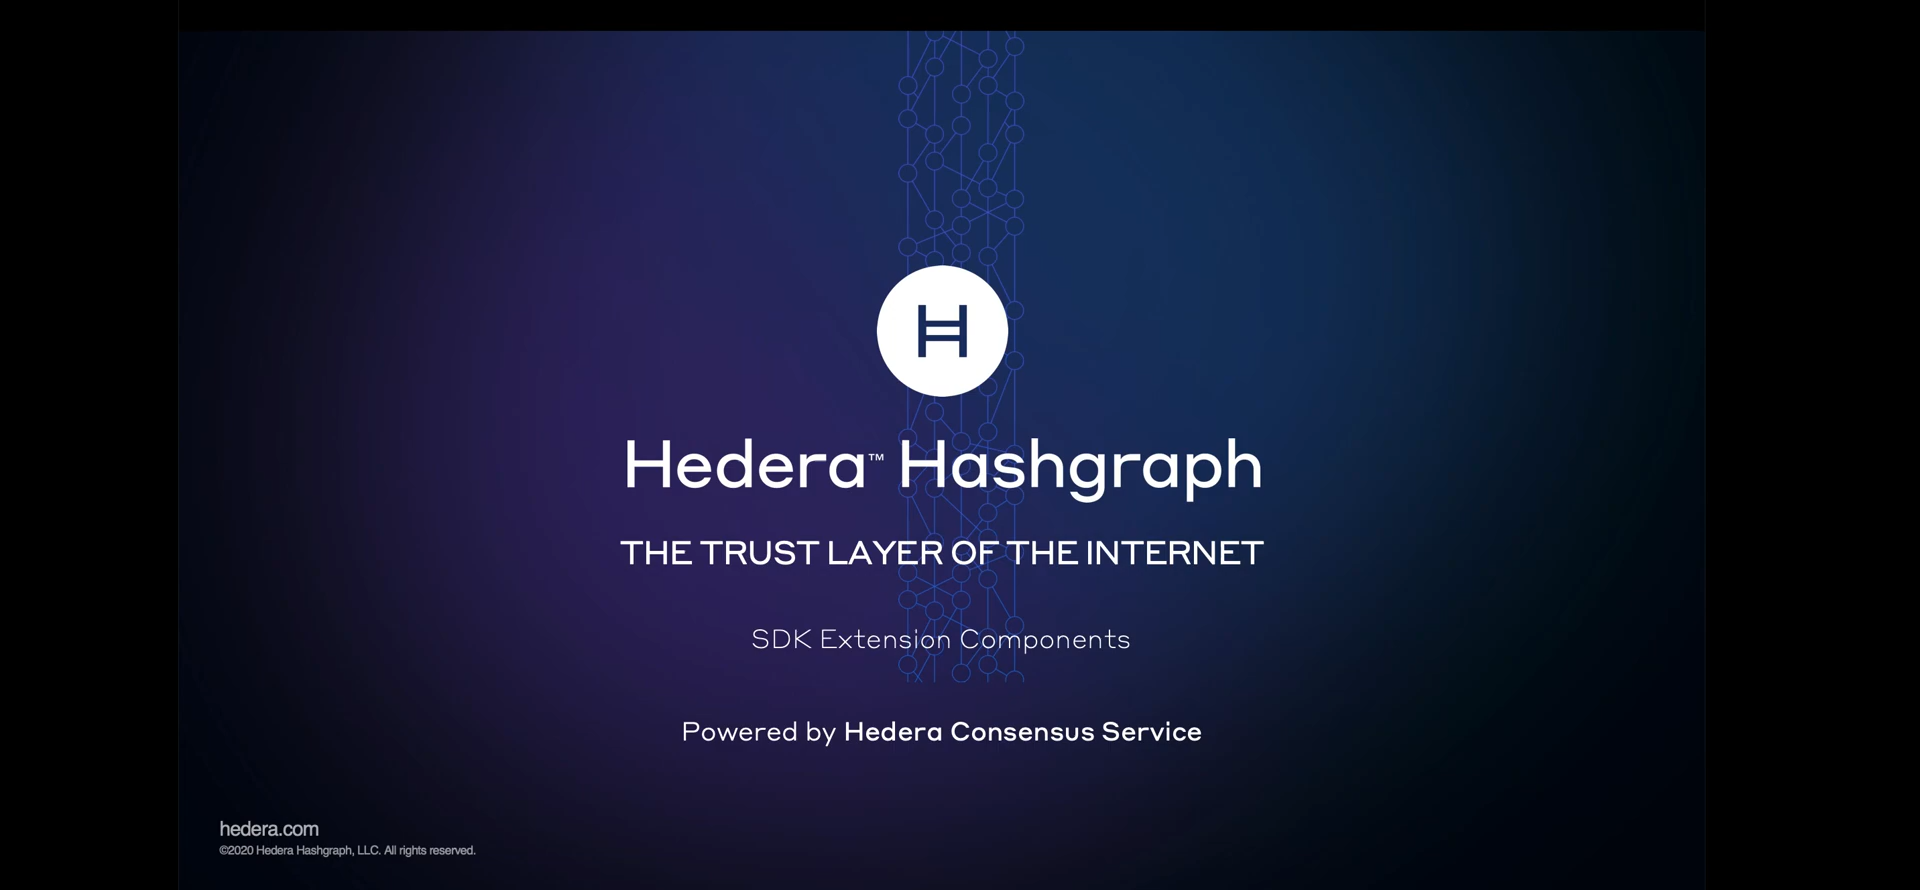 Hedera™ Hashgraph
THE TRUST LAYER OF THE INTERNET
SDK Extension Components
Powered by Hedera Consensus Service
hedera.com
©2020 Hedera Hashgraph, LLC. All rights reserved.